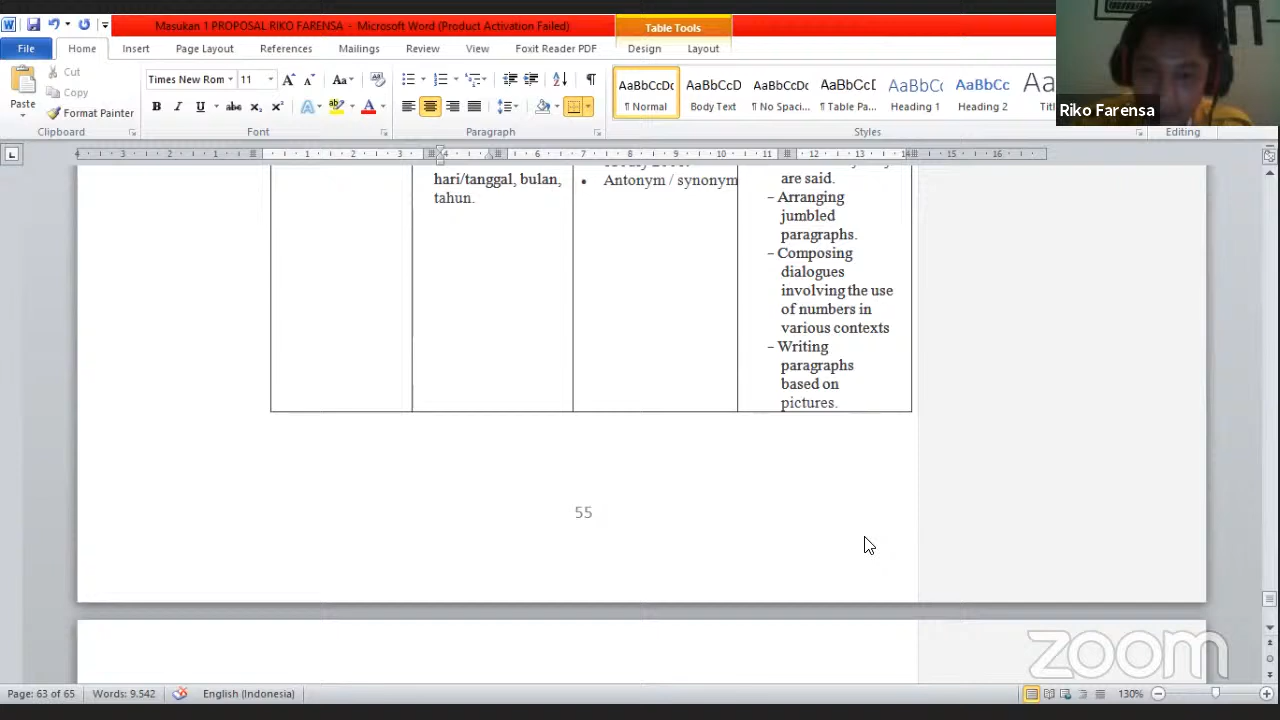 Masukan 1 PROPOSAL RIKO FARENSA - Microsoft Word (Product Activation Failed)
Table Tools
File Home Insert Page Layout References Mailings Review View Foxit Reader PDF Design Layout
Paste
Cut
Copy
Format Painter
Clipboard
Times New Rom 11
Font
Paragraph
AaBbCcDc AaBbCcD AaBbCcDc AaBbCcD AaBbCc AaBbCc
¶ Normal Body Text ¶ No Spaci... ¶ Table Pa... Heading 1 Heading 2
Styles
Editing
Riko Farensa
hari/tanggal, bulan,
tahun.
• Antonym / synonym
are said.
– Arranging
jumbled
paragraphs.
– Composing
dialogues
involving the use
of numbers in
various contexts
– Writing
paragraphs
based on
pictures.
55
zoom
Page: 63 of 65 Words: 9.542 English (Indonesia) 130%